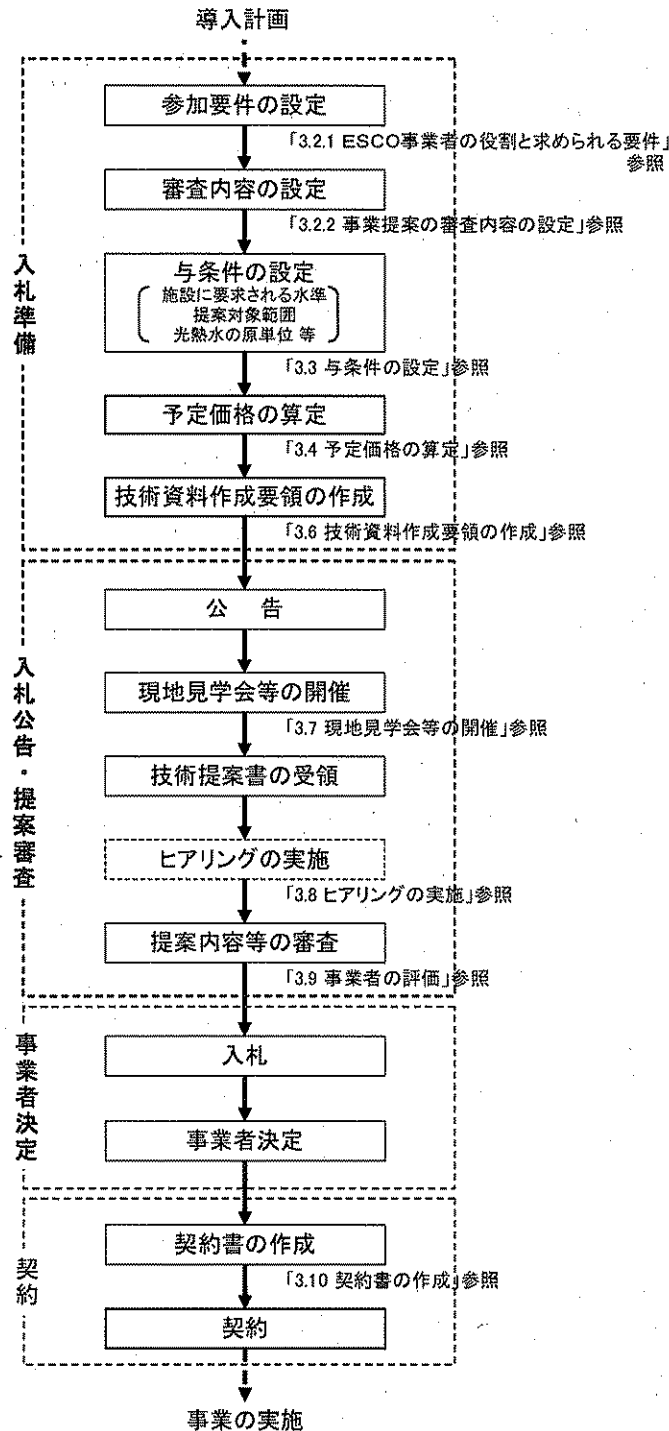 導入計画
入札準備
参加要件の設定
「3.2.1 ESCO事業者の役割と求められる要件」
参照
審査内容の設定
「3.2.2 事業提案の審査内容の設定」参照
与条件の設定
施設に要求される水準
提案対象範囲
光熱水の原単位 等
「3.3 与条件の設定」参照
予定価格の算定
「3.4 予定価格の算定」参照
技術資料作成要領の作成
「3.6 技術資料作成要領の作成」参照
入札公告・提案審査
公 告
現地見学会等の開催
「3.7 現地見学会等の開催」参照
技術提案書の受領
ヒアリングの実施
「3.8 ヒアリングの実施」参照
提案内容等の審査
「3.9 事業者の評価」参照
事業者決定
入札
事業者決定
契約
契約書の作成
「3.10 契約書の作成」参照
契約
事業の実施